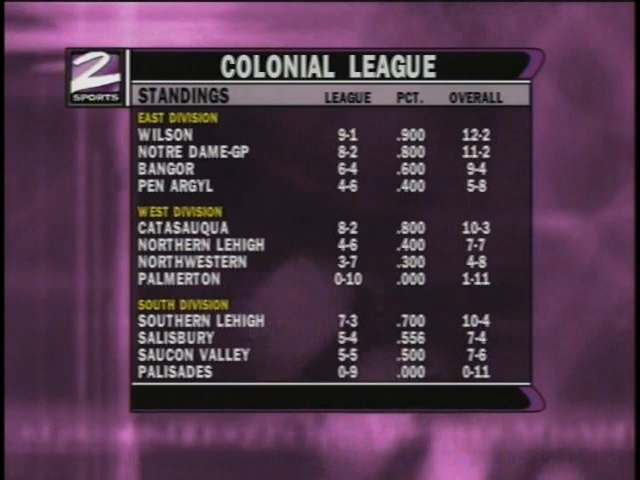 COLONIAL LEAGUE
2
SPORTS
STANDINGS LEAGUE PCT. OVERALL
EAST DIVISION
WILSON 9-1 .900 12-2
NOTRE DAME-GP 8-2 .800 11-2
BANGOR 6-4 .600 9-4
PEN ARGYL 4-6 .400 5-8
WEST DIVISION
CATASAUQUA 8-2 .800 10-3
NORTHERN LEHIGH 4-6 .400 7-7
NORTHWESTERN 3-7 .300 4-8
PALMERTON 0-10 .000 1-11
SOUTH DIVISION
SOUTHERN LEHIGH 7-3 .700 10-4
SALISBURY 5-4 .556 7-4
SAUCON VALLEY 5-5 .500 7-6
PALISADES 0-9 .000 0-11